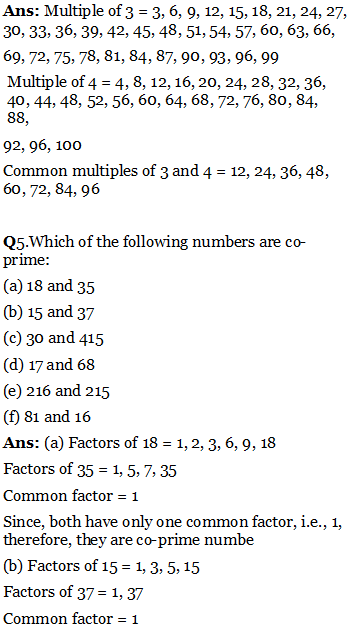 Ans: Multiple of 3 = 3, 6, 9, 12, 15, 18, 21, 24, 27,
30, 33, 36, 39, 42, 45, 48, 51, 54, 57, 60, 63, 66,
69, 72, 75, 78, 81, 84, 87, 90, 93, 96, 99
Multiple of 4 = 4, 8, 12, 16, 20, 24, 28, 32, 36,
40, 44, 48, 52, 56, 60, 64, 68, 72, 76, 80, 84,
88,
92, 96, 100
Common multiples of 3 and 4 = 12, 24, 36, 48,
60, 72, 84, 96
Q5.Which of the following numbers are co-
prime:
(a) 18 and 35
(b) 15 and 37
(c) 30 and 415
(d) 17 and 68
(e) 216 and 215
(f) 81 and 16
Ans: (a) Factors of 18 = 1, 2, 3, 6, 9, 18
Factors of 35 = 1, 5, 7, 35
Common factor = 1
Since, both have only one common factor, i.e., 1,
therefore, they are co-prime numbe
(b) Factors of 15 = 1, 3, 5, 15
Factors of 37 = 1, 37
Common factor = 1